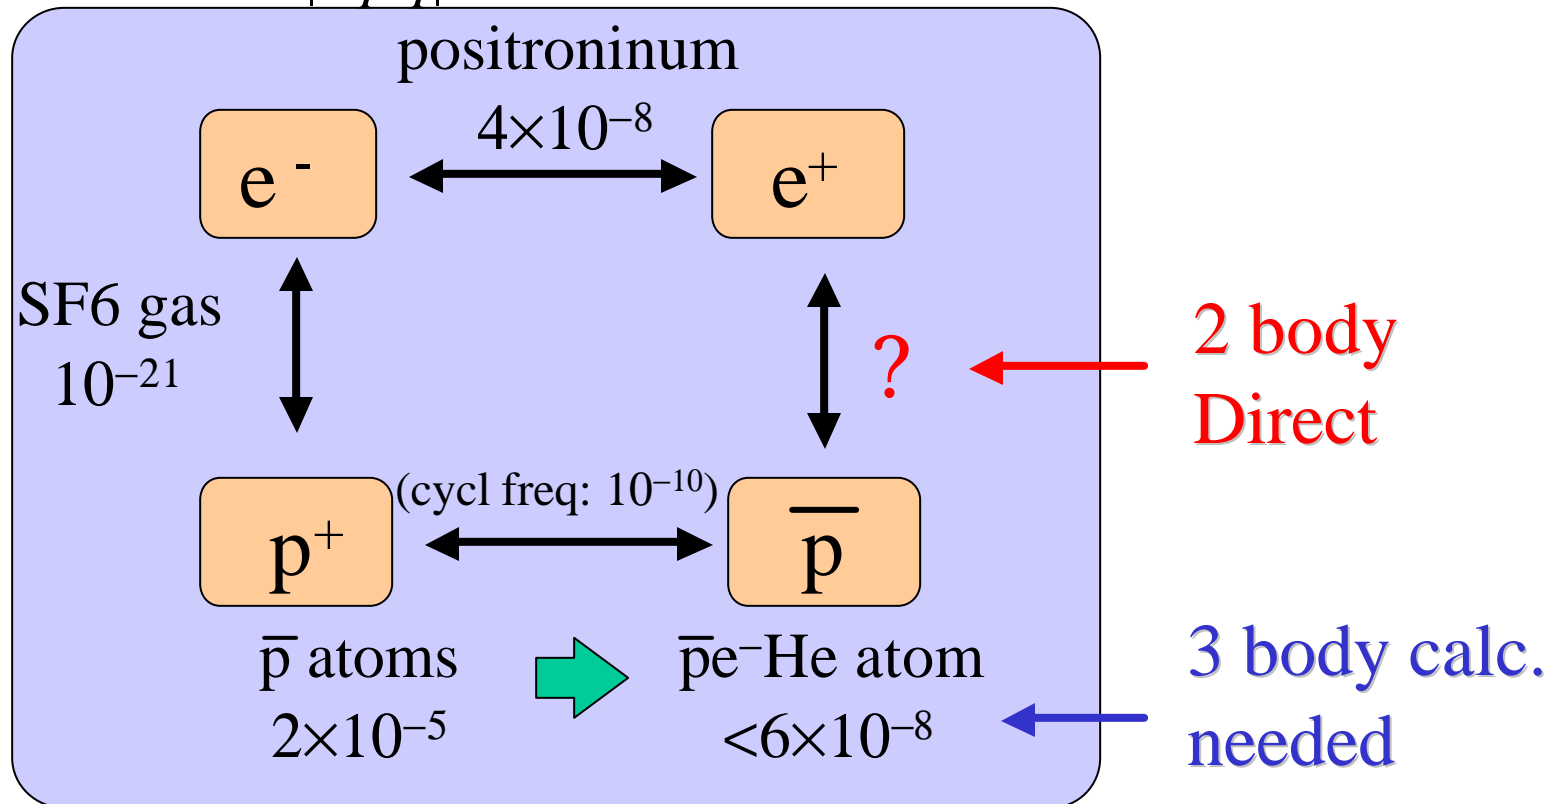 positroninum
4×10⁻⁸
e -
e⁺
SF6 gas
10⁻²¹
?
2 body
Direct
(cycl freq: 10⁻¹⁰)
p⁺
p̅
p̅ atoms
p̅e⁻He atom
2×10⁻⁵
<6×10⁻⁸
3 body calc.
needed